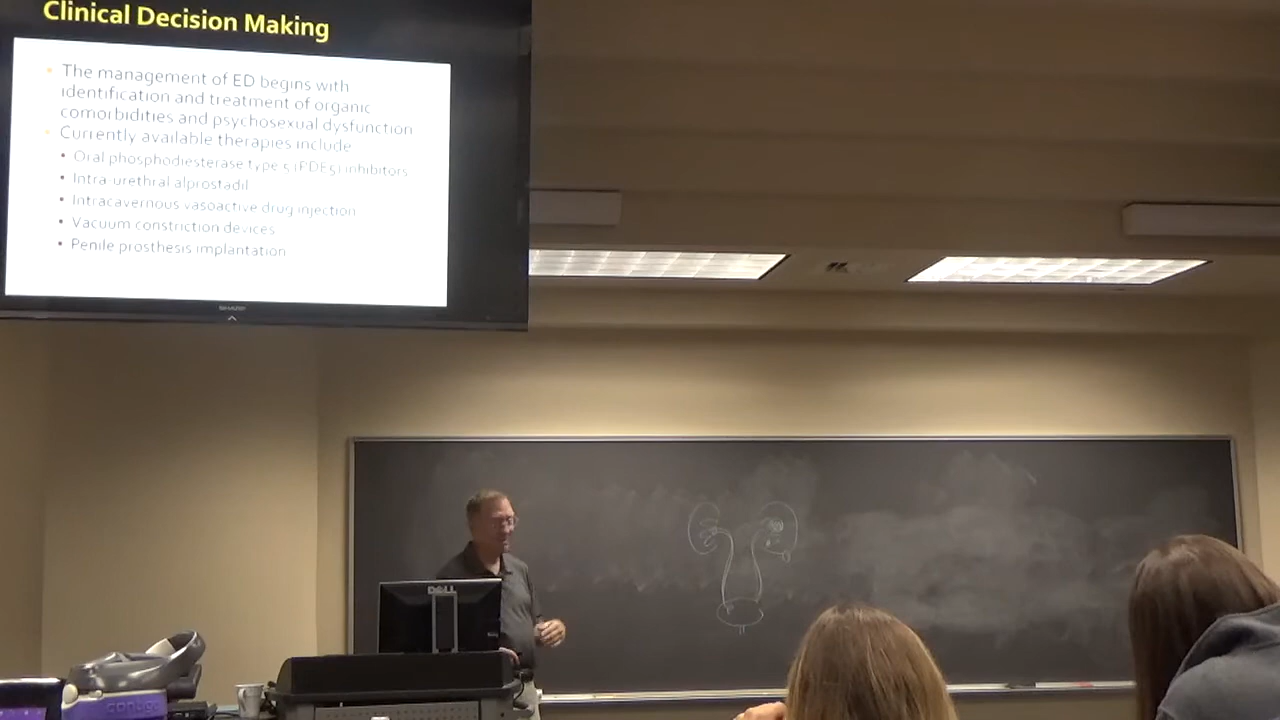 Clinical Decision Making
• The management of ED begins with
identification and treatment of organic
comorbidities and psychosexual dysfunction
• Currently available therapies include
• Oral phosphodiesterase type 5 (PDE5) inhibitors
• Intra urethral alprostadil
• Intracavernous vasoactive drug injection
• Vacuum constriction devices
• Penile prosthesis implantation
SHARP
DELL
contigo